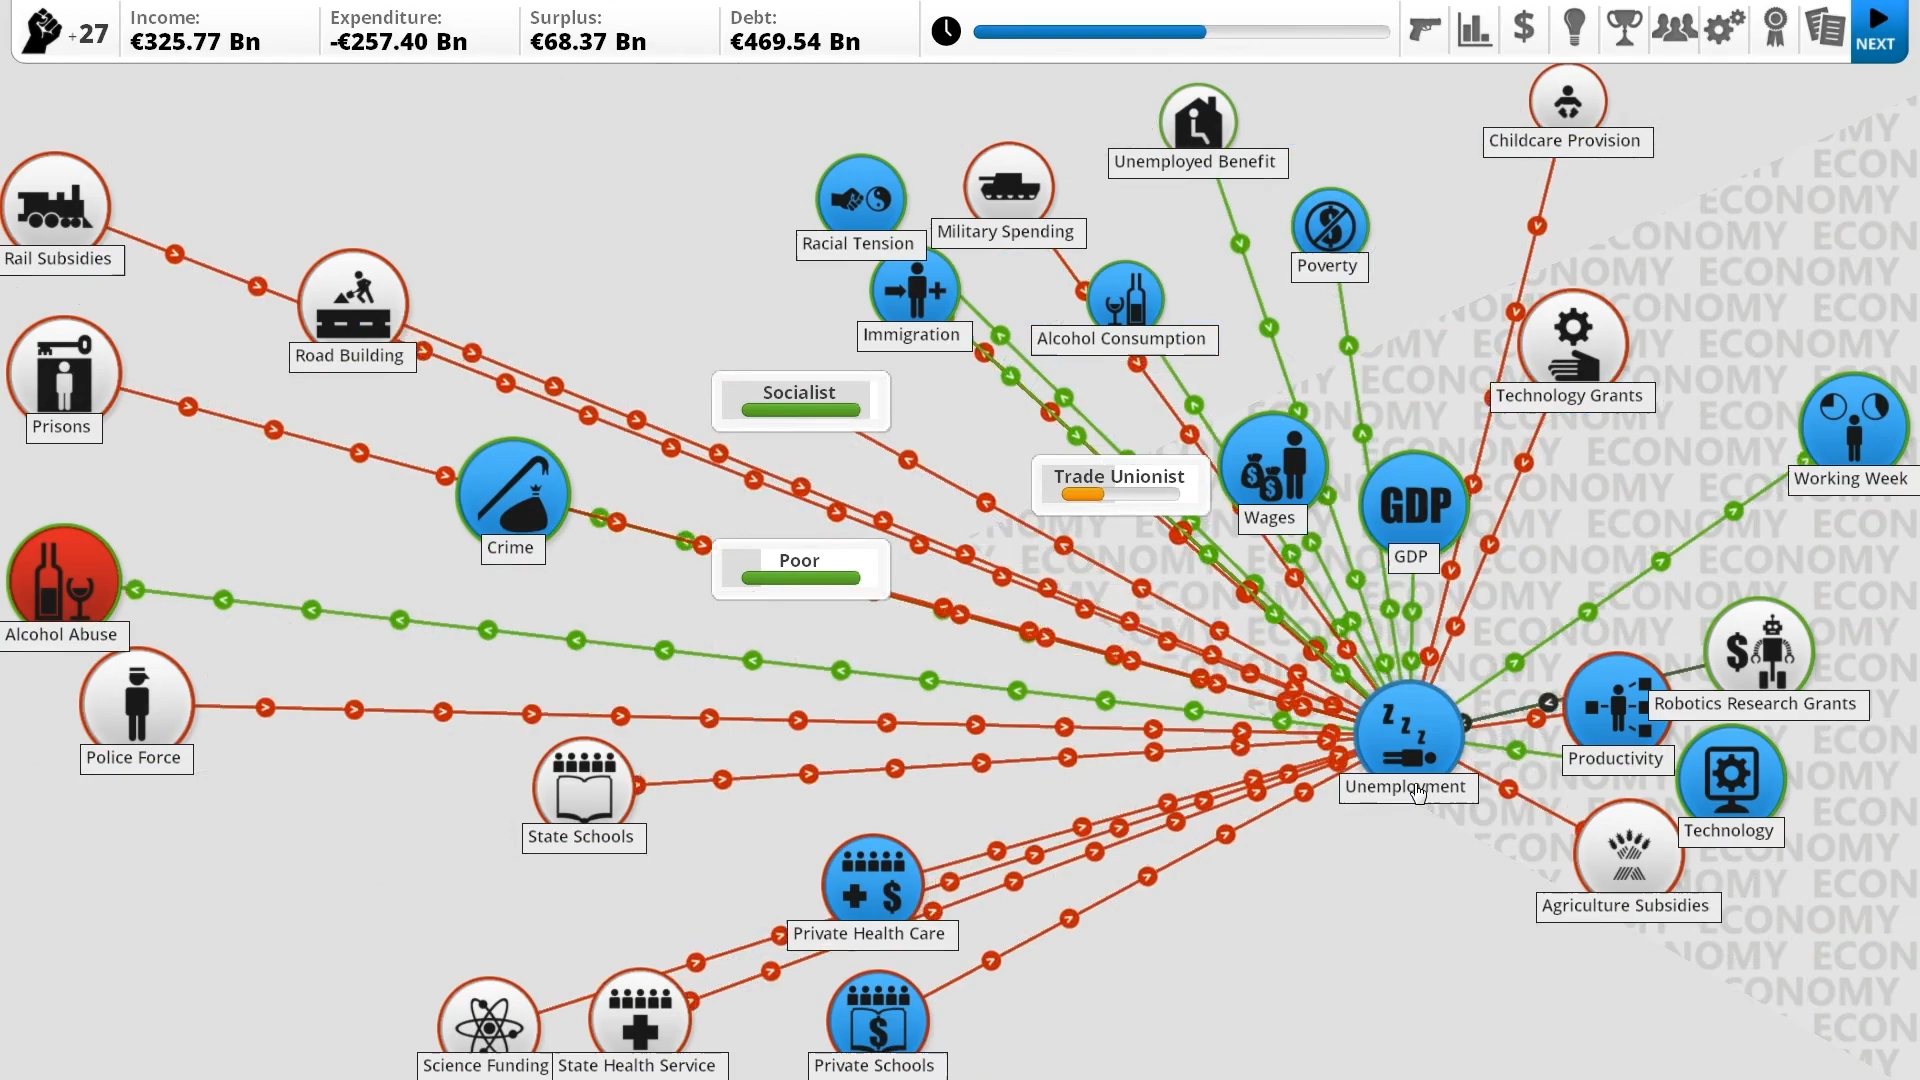 +27
Income:
€325.77 Bn
Expenditure:
-€257.40 Bn
Surplus:
€68.37 Bn
Debt:
€469.54 Bn
NEXT
Childcare Provision
Unemployed Benefit
Racial Tension
Military Spending
Rail Subsidies
Poverty
Immigration
Alcohol Consumption
Road Building
Technology Grants
Socialist
Prisons
Trade Unionist
Working Week
Wages
GDP
GDP
Crime
Poor
Alcohol Abuse
$
Robotics Research Grants
Z
Z
Z
Police Force
Productivity
Unemployment
State Schools
Technology
Agriculture Subsidies
$
Private Health Care
$
Science Funding
State Health Service
Private Schools
ECONOMY ECONOMY ECONOMY